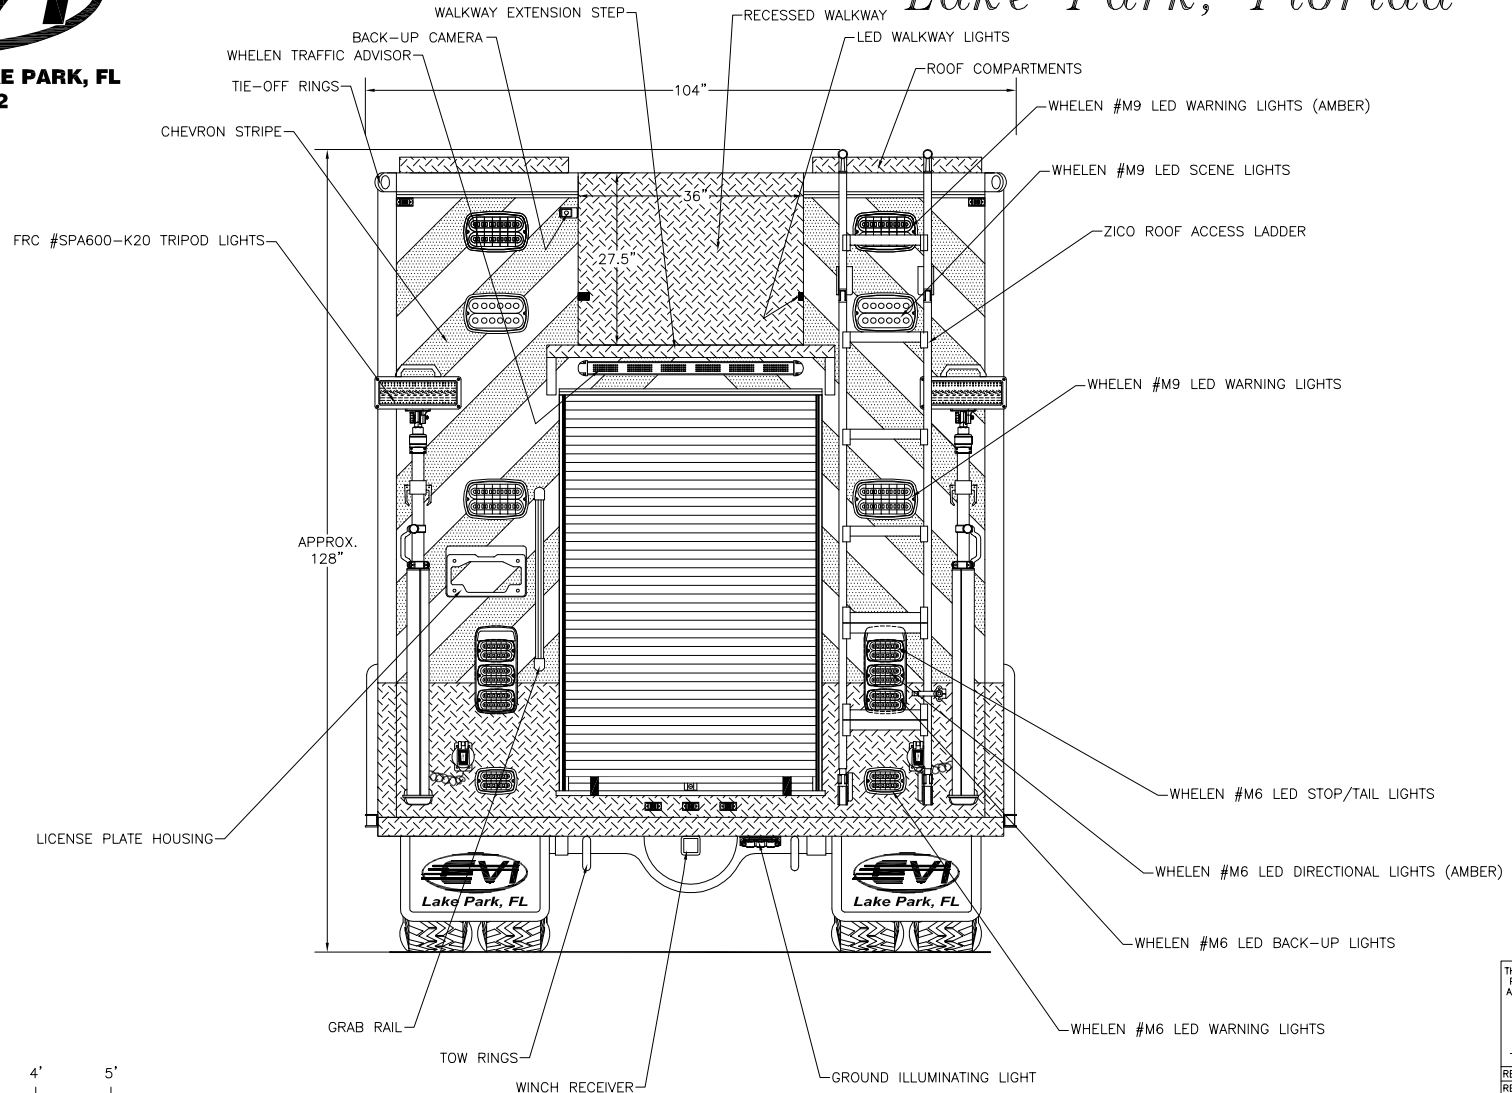 Lake Park, Florida
LAKE PARK, FL
WALKWAY EXTENSION STEP
RECESSED WALKWAY
BACK-UP CAMERA
LED WALKWAY LIGHTS
WHELEN TRAFFIC ADVISOR
ROOF COMPARTMENTS
TIE-OFF RINGS
104"
WHELEN #M9 LED WARNING LIGHTS (AMBER)
CHEVRON STRIPE
WHELEN #M9 LED SCENE LIGHTS
36"
FRC #SPA600-K20 TRIPOD LIGHTS
ZICO ROOF ACCESS LADDER
27.5"
WHELEN #M9 LED WARNING LIGHTS
APPROX.
128"
WHELEN #M6 LED STOP/TAIL LIGHTS
LICENSE PLATE HOUSING
EVI
Lake Park, FL
EVI
Lake Park, FL
WHELEN #M6 LED DIRECTIONAL LIGHTS (AMBER)
WHELEN #M6 LED BACK-UP LIGHTS
GRAB RAIL
WHELEN #M6 LED WARNING LIGHTS
TOW RINGS
WINCH RECEIVER
GROUND ILLUMINATING LIGHT
4'
5'